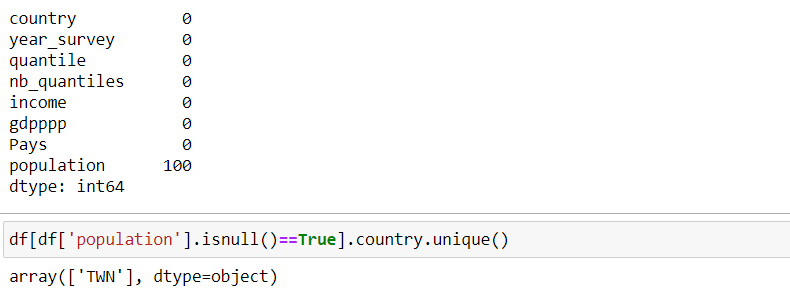 country 0
year_survey 0
quantile 0
nb_quantiles 0
income 0
gdpppp 0
Pays 0
population 100
dtype: int64
df[df['population'].isnull()==True].country.unique()
array(['TWN'], dtype=object)